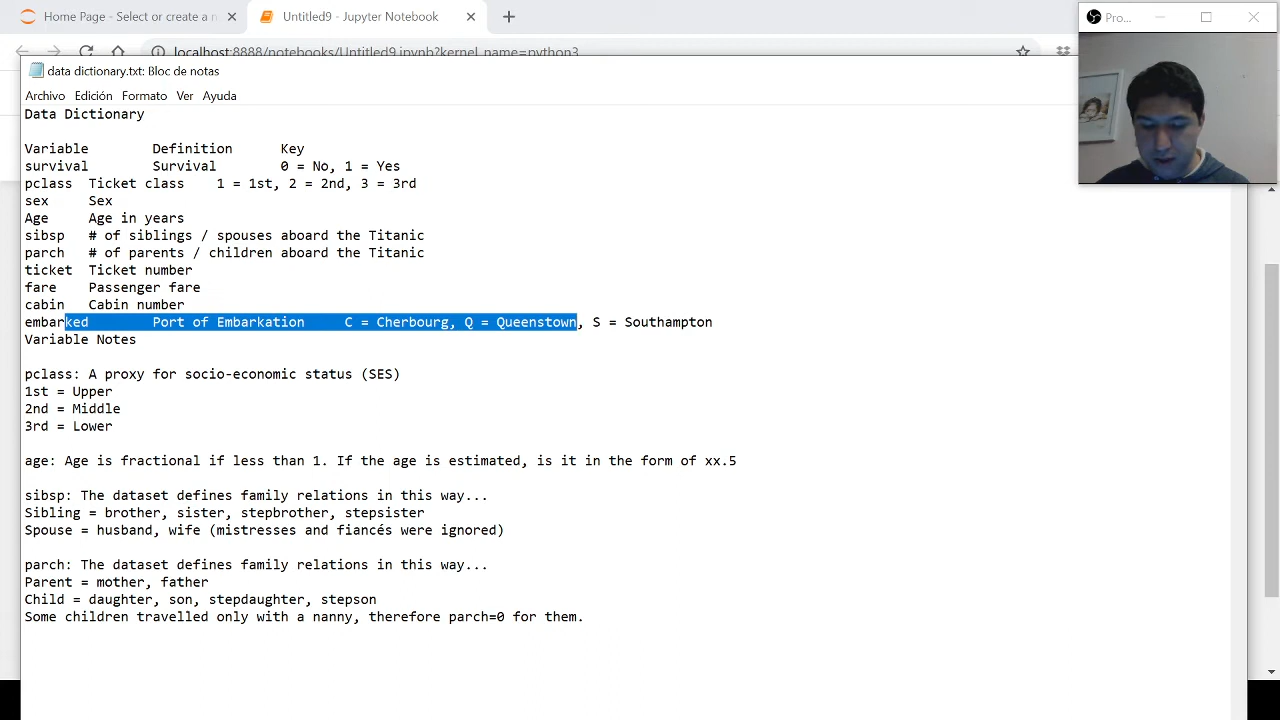 Home Page - Select or create a n
Untitled9 - Jupyter Notebook
Pro...
localhost:8888/notebooks/Untitled9.ipynb?kernel_name=python3
data dictionary.txt: Bloc de notas
Archivo Edición Formato Ver Ayuda
Data Dictionary
Variable Definition Key
survival Survival 0 = No, 1 = Yes
pclass Ticket class 1 = 1st, 2 = 2nd, 3 = 3rd
sex Sex
Age Age in years
sibsp # of siblings / spouses aboard the Titanic
parch # of parents / children aboard the Titanic
ticket Ticket number
fare Passenger fare
cabin Cabin number
embarked Port of Embarkation C = Cherbourg, Q = Queenstown, S = Southampton
Variable Notes
pclass: A proxy for socio-economic status (SES)
1st = Upper
2nd = Middle
3rd = Lower
age: Age is fractional if less than 1. If the age is estimated, is it in the form of xx.5
sibsp: The dataset defines family relations in this way...
Sibling = brother, sister, stepbrother, stepsister
Spouse = husband, wife (mistresses and fiancés were ignored)
parch: The dataset defines family relations in this way...
Parent = mother, father
Child = daughter, son, stepdaughter, stepson
Some children travelled only with a nanny, therefore parch=0 for them.